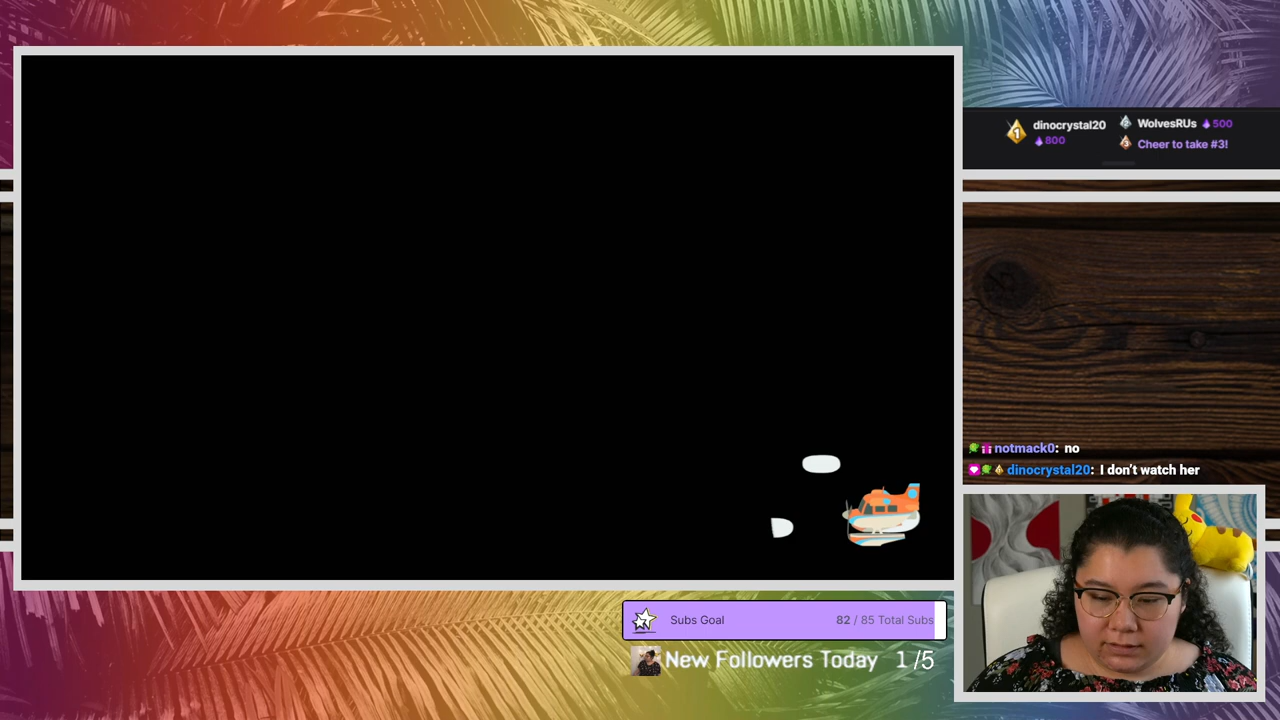 dinocrystal20
800
WolvesRUs 500
Cheer to take #3!
notmack0: no
dinocrystal20: I don't watch her
Subs Goal
82 / 85 Total Subs
New Followers Today 1 /5